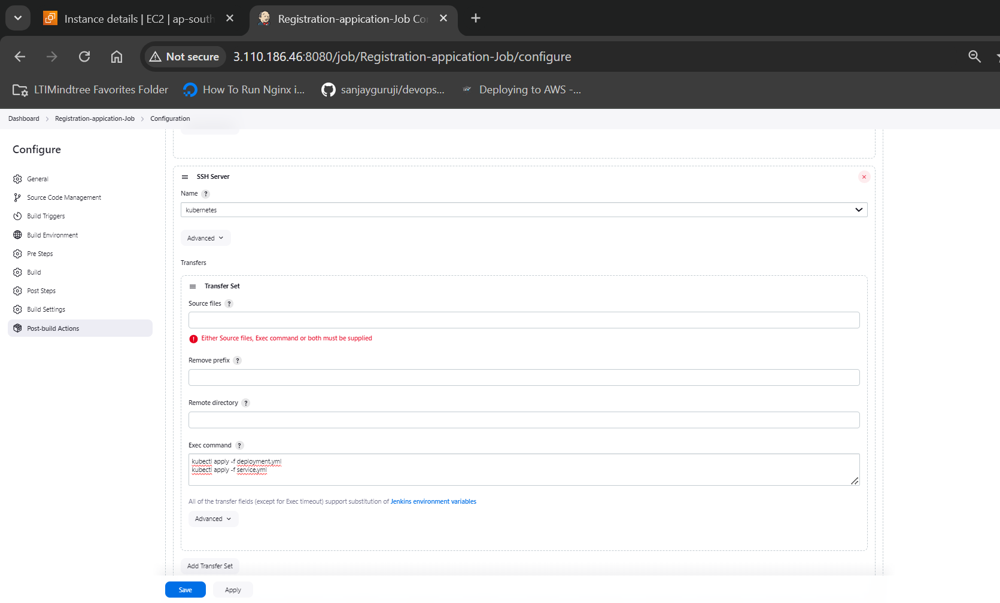 Instance details | EC2 | ap-south
Registration-appication-Job Co
Not secure
3.110.186.46:8080/job/Registration-appication-Job/configure
LTIMindtree Favorites Folder
How To Run Nginx i...
sanjayguruji/devops...
Deploying to AWS -...
Dashboard
Registration-appication-Job
Configuration
Configure
General
Source Code Management
Build Triggers
Build Environment
Pre Steps
Build
Post Steps
Build Settings
Post-build Actions
SSH Server
Name ?
kubernetes
Advanced
Transfers
Transfer Set
Source files ?
Either Source files, Exec command or both must be supplied
Remove prefix ?
Remote directory ?
Exec command ?
kubectl apply -f deployment.yml
kubectl apply -f service.yml
All of the transfer fields (except for Exec timeout) support substitution of Jenkins environment variables
Advanced
Add Transfer Set
Save
Apply